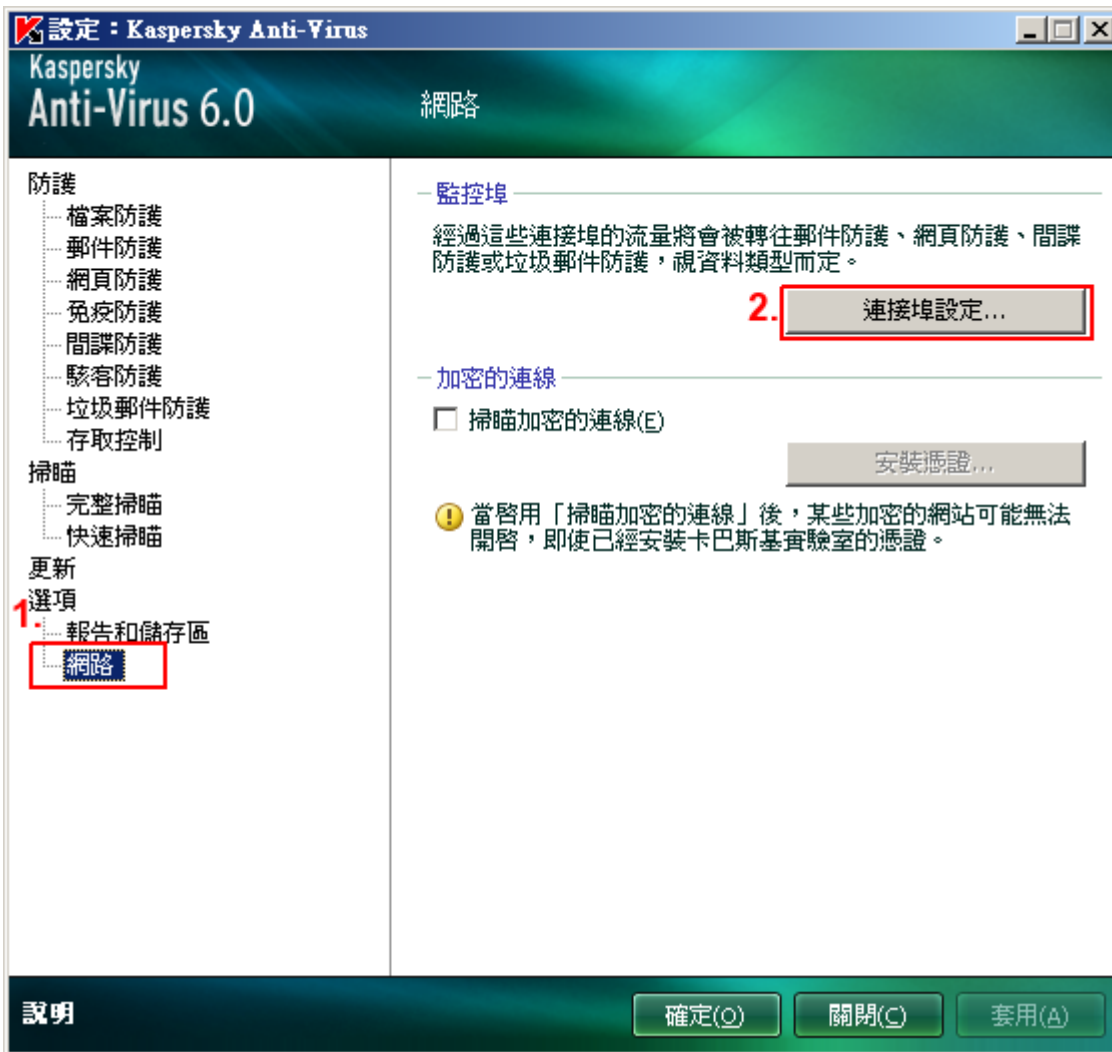 設定：Kaspersky Anti-Virus
Kaspersky
Anti-Virus 6.0
網路
防護
檔案防護
郵件防護
網頁防護
免疫防護
間諜防護
駭客防護
垃圾郵件防護
存取控制
掃瞄
完整掃瞄
快速掃瞄
更新
選項
1.
報告和儲存區
網路
監控埠
經過這些連接埠的流量將會被轉往郵件防護、網頁防護、間諜
防護或垃圾郵件防護，視資料類型而定。
2.
連接埠設定...
加密的連線
掃瞄加密的連線(E)
安裝憑證...
當啓用「掃瞄加密的連線」後，某些加密的網站可能無法
開啓，即使已經安裝卡巴斯基實驗室的憑證。
說明
確定(O)
關閉(C)
套用(A)